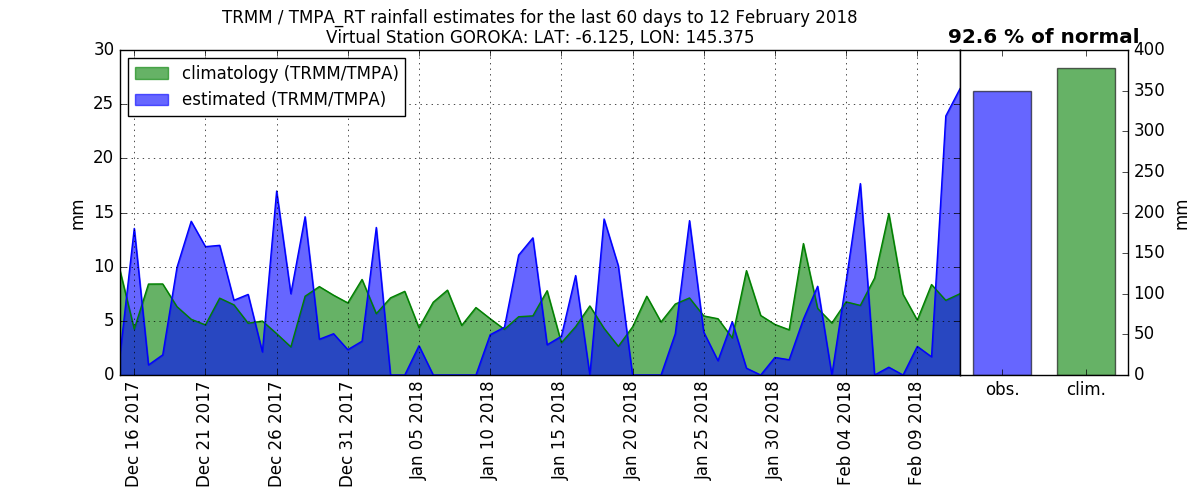 TRMM / TMPA_RT rainfall estimates for the last 60 days to 12 February 2018
Virtual Station GOROKA: LAT: -6.125, LON: 145.375
92.6 % of normal
climatology (TRMM/TMPA)
estimated (TRMM/TMPA)
30
25
20
15
10
5
0
mm
400
350
300
250
200
150
100
50
0
mm
Dec 16 2017
Dec 21 2017
Dec 26 2017
Dec 31 2017
Jan 05 2018
Jan 10 2018
Jan 15 2018
Jan 20 2018
Jan 25 2018
Jan 30 2018
Feb 04 2018
Feb 09 2018
obs.
clim.